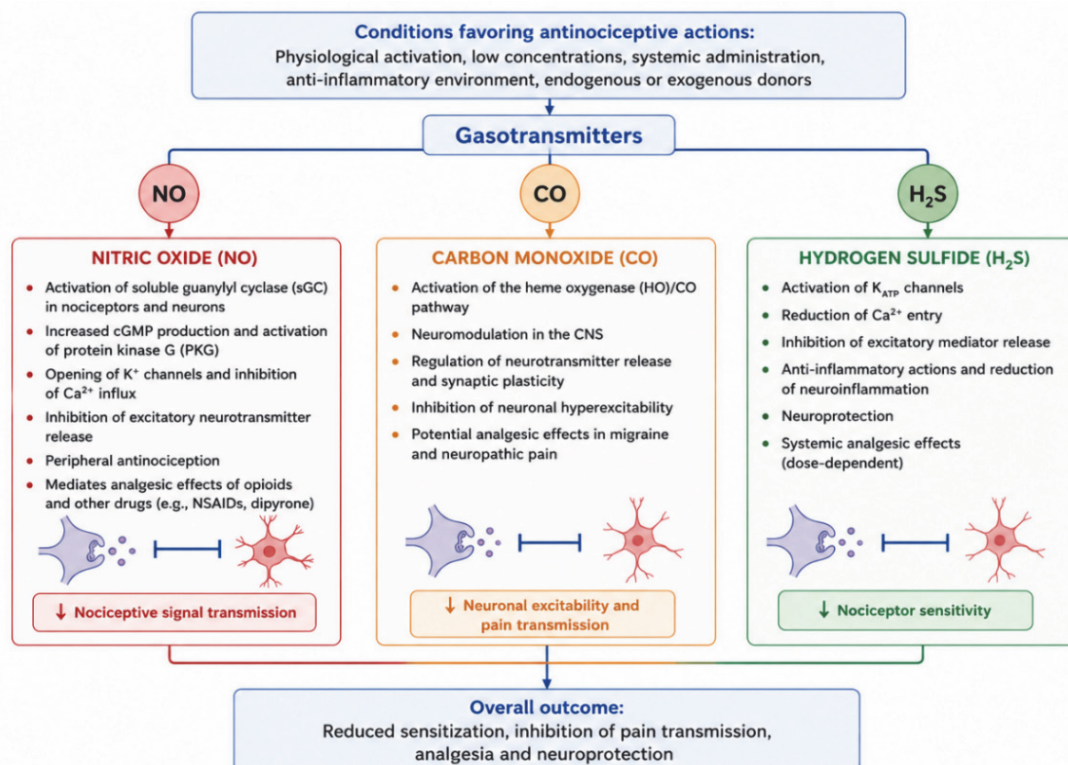 Conditions favoring antinociceptive actions:
Physiological activation, low concentrations, systemic administration,
anti-inflammatory environment, endogenous or exogenous donors
Gasotransmitters
NO
CO
H₂S
NITRIC OXIDE (NO)
• Activation of soluble guanylyl cyclase (sGC)
in nociceptors and neurons
• Increased cGMP production and activation
of protein kinase G (PKG)
• Opening of K⁺ channels and inhibition
of Ca²⁺ influx
• Inhibition of excitatory neurotransmitter
release
• Peripheral antinociception
• Mediates analgesic effects of opioids
and other drugs (e.g., NSAIDs, dipyrone)
↓ Nociceptive signal transmission
CARBON MONOXIDE (CO)
• Activation of the heme oxygenase (HO)/CO
pathway
• Neuromodulation in the CNS
• Regulation of neurotransmitter release
and synaptic plasticity
• Inhibition of neuronal hyperexcitability
• Potential analgesic effects in migraine
and neuropathic pain
↓ Neuronal excitability and
pain transmission
HYDROGEN SULFIDE (H₂S)
• Activation of K_ATP channels
• Reduction of Ca²⁺ entry
• Inhibition of excitatory mediator release
• Anti-inflammatory actions and reduction
of neuroinflammation
• Neuroprotection
• Systemic analgesic effects
(dose-dependent)
↓ Nociceptor sensitivity
Overall outcome:
Reduced sensitization, inhibition of pain transmission,
analgesia and neuroprotection